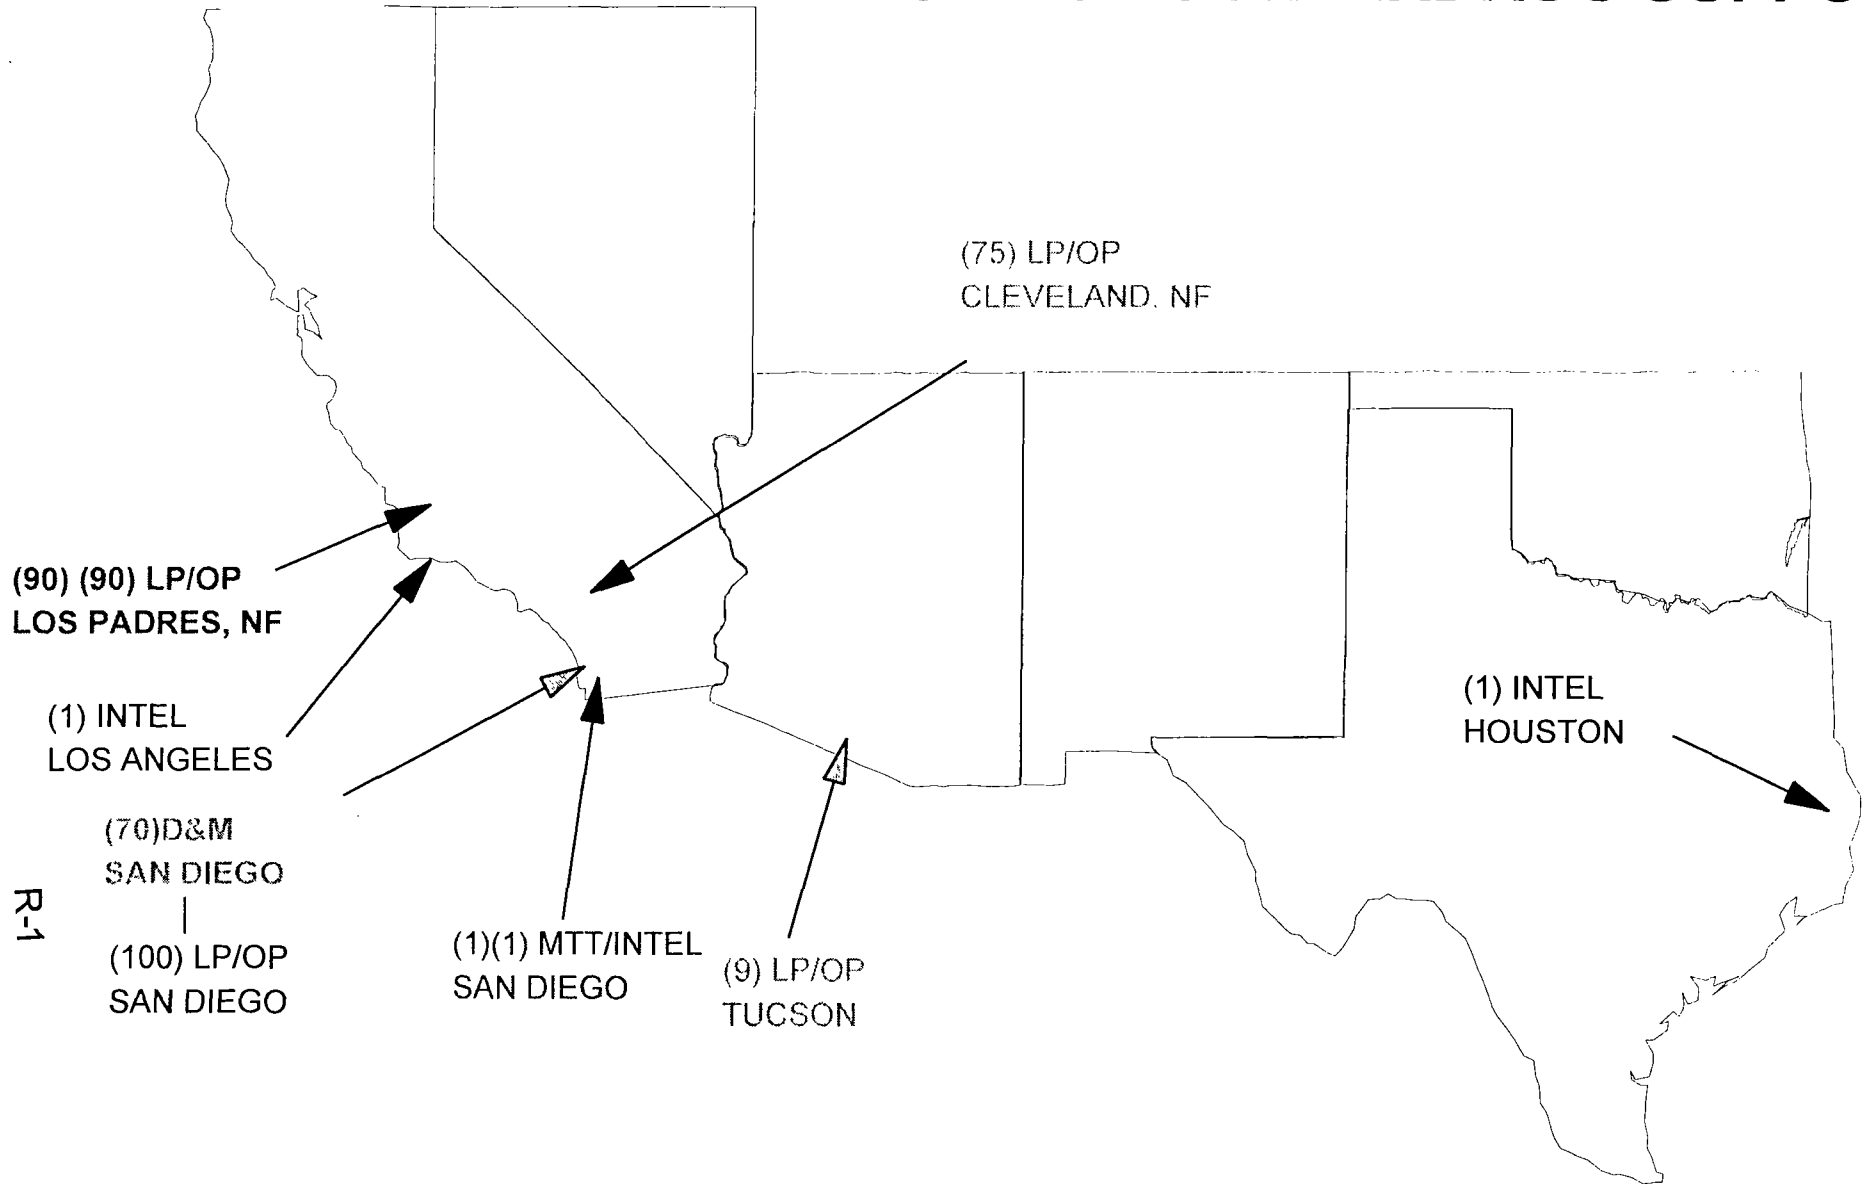 (75) LP/OP
CLEVELAND. NF
(90) (90) LP/OP
LOS PADRES, NF
(1) INTEL
LOS ANGELES
(1) INTEL
HOUSTON
(70)D&M
SAN DIEGO
(100) LP/OP
SAN DIEGO
(1)(1) MTT/INTEL
SAN DIEGO
(9) LP/OP
TUCSON
R-1